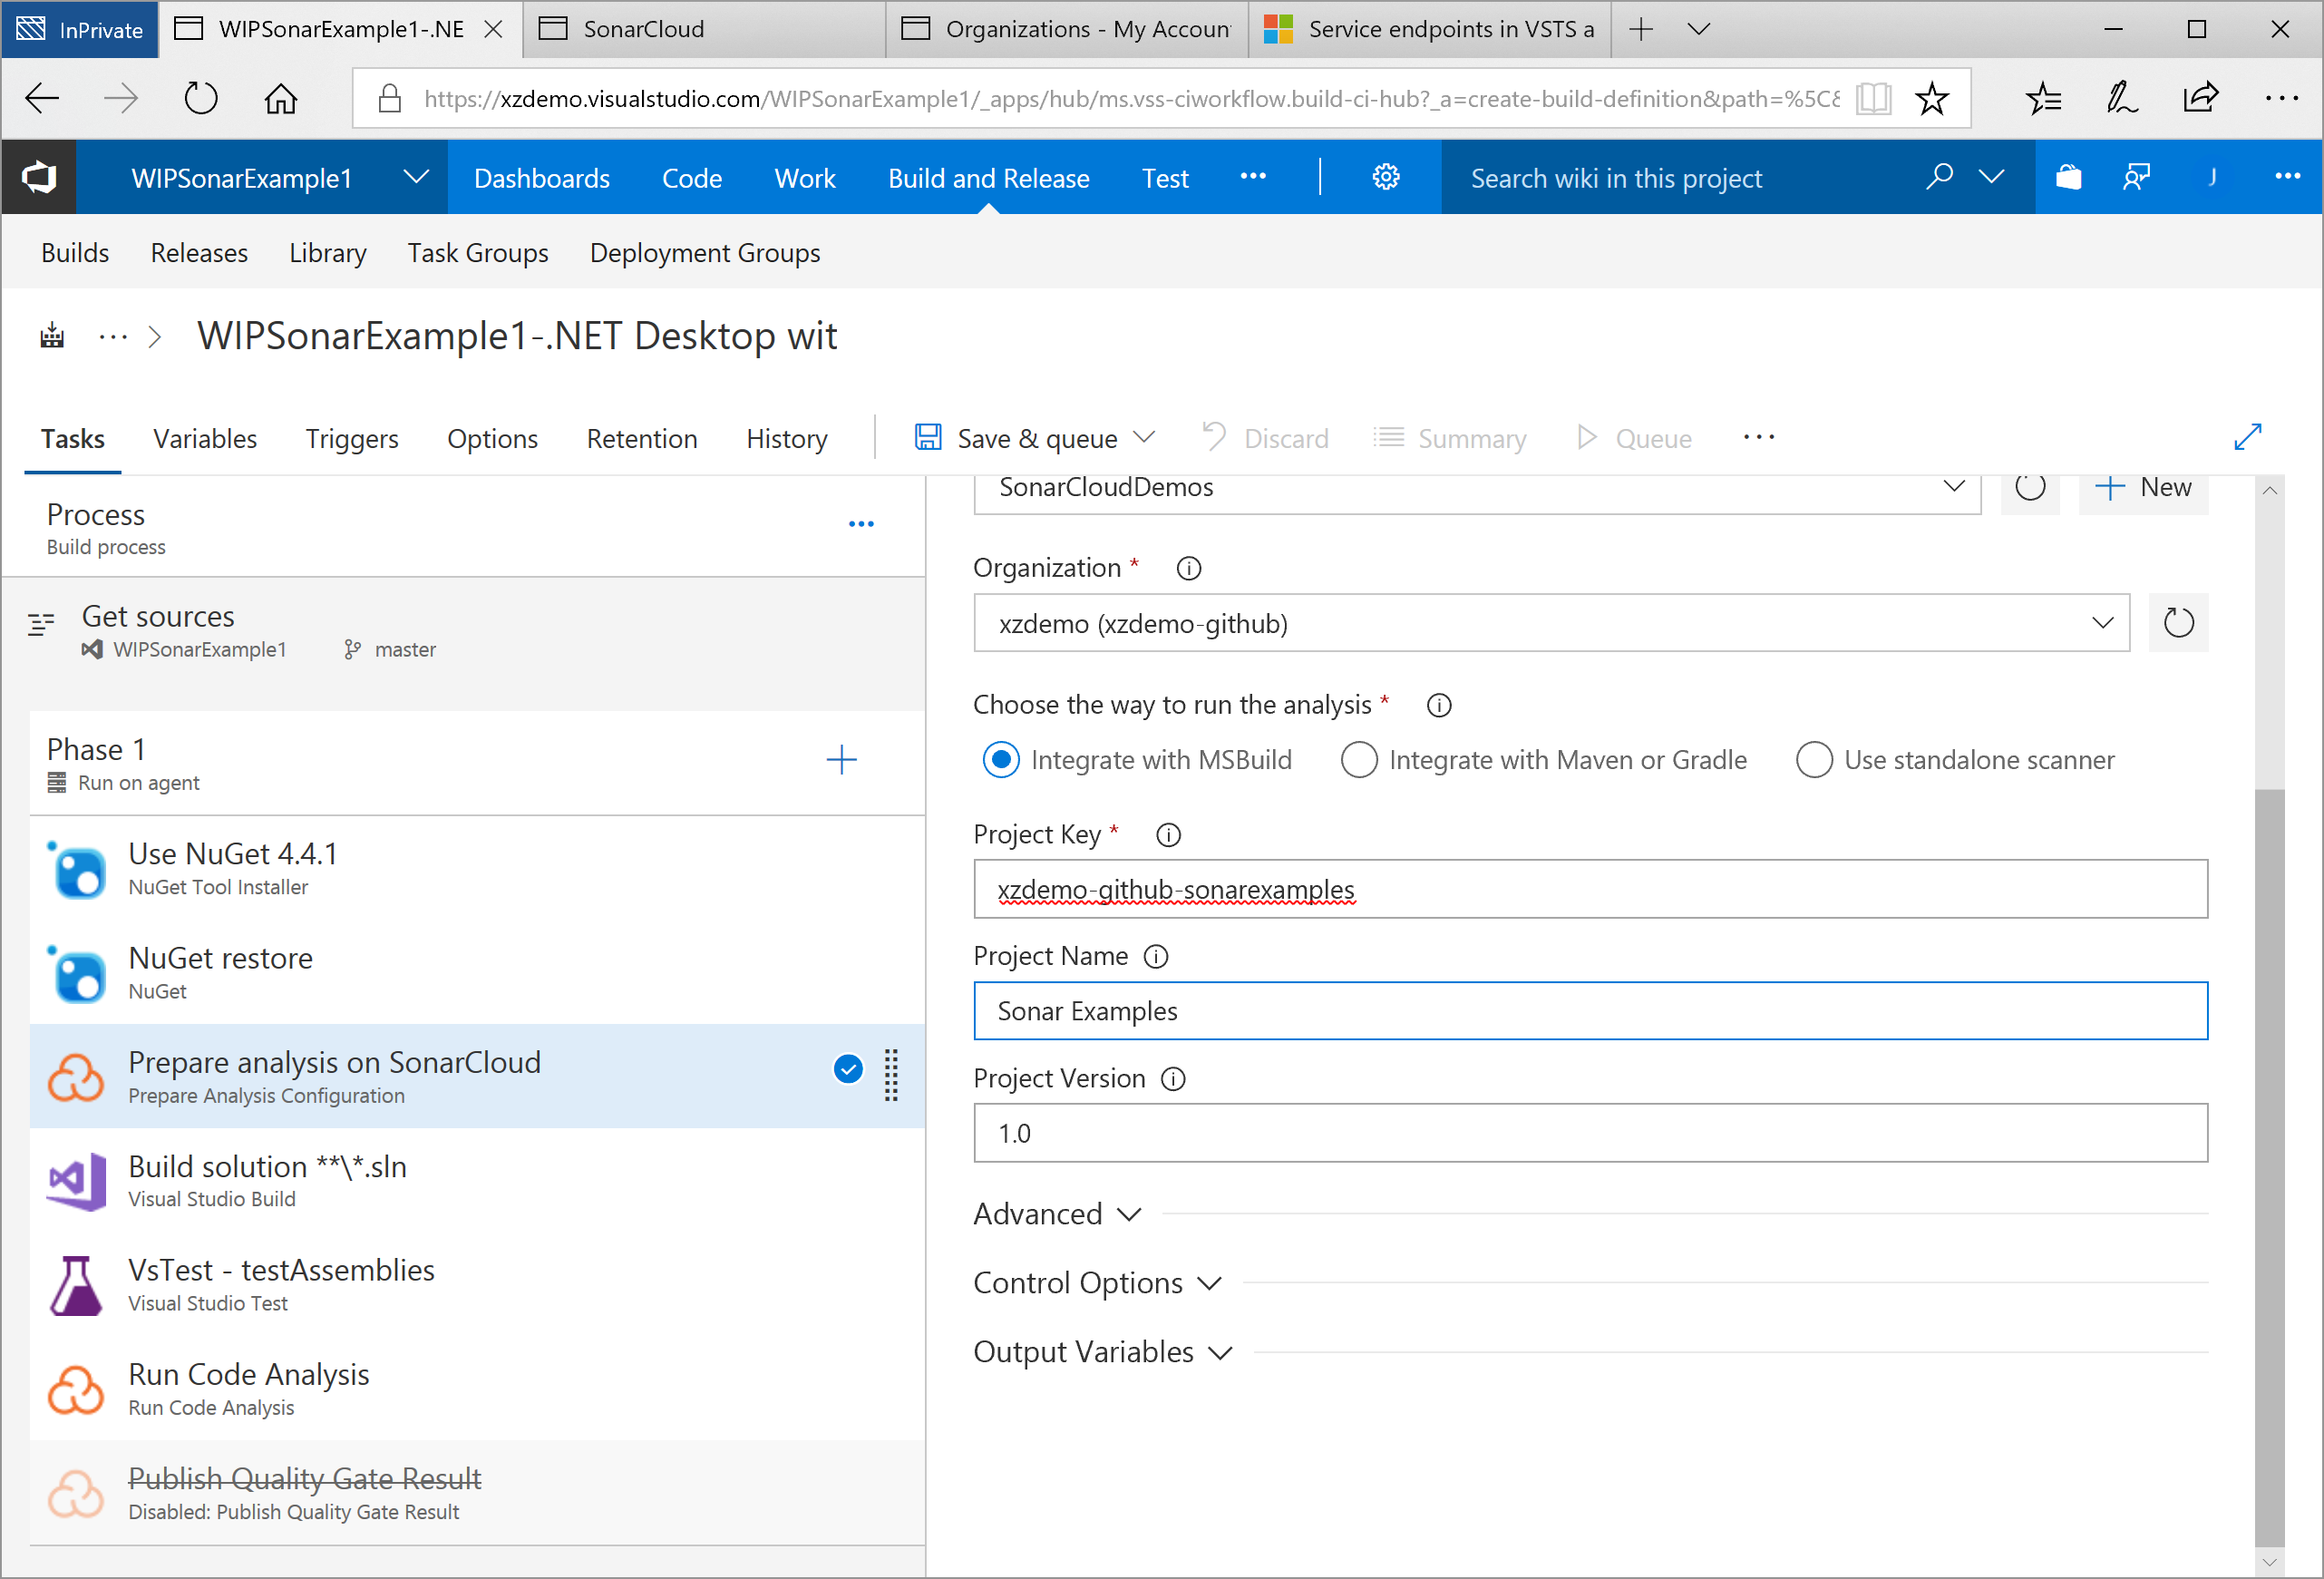 InPrivate
WIPSonarExample1-.NE
SonarCloud
Organizations - My Accoun
Service endpoints in VSTS a
https://xzdemo.visualstudio.com/WIPSonarExample1/_apps/hub/ms.vss-ciworkflow.build-ci-hub?_a=create-build-definition&path=%5C&
WIPSonarExample1
Dashboards
Code
Work
Build and Release
Test
Search wiki in this project
J
Builds
Releases
Library
Task Groups
Deployment Groups
WIPSonarExample1-.NET Desktop wit
Tasks
Variables
Triggers
Options
Retention
History
Save & queue
Discard
Summary
Queue
Process
Build process
Get sources
WIPSonarExample1
master
Phase 1
Run on agent
Use NuGet 4.4.1
NuGet Tool Installer
NuGet restore
NuGet
Prepare analysis on SonarCloud
Prepare Analysis Configuration
Build solution **\*.sln
Visual Studio Build
VsTest - testAssemblies
Visual Studio Test
Run Code Analysis
Run Code Analysis
Publish Quality Gate Result
Disabled: Publish Quality Gate Result
SonarCloudDemos
New
Organization *
xzdemo (xzdemo-github)
Choose the way to run the analysis *
Integrate with MSBuild
Integrate with Maven or Gradle
Use standalone scanner
Project Key *
xzdemo-github-sonarexamples
Project Name
Sonar Examples
Project Version
1.0
Advanced
Control Options
Output Variables